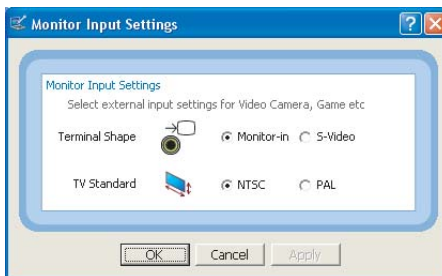 Monitor Input Settings
Monitor Input Settings
Select external input settings for Video Camera, Game etc
Terminal Shape Monitor-in S-Video
TV Standard NTSC PAL
OK Cancel Apply